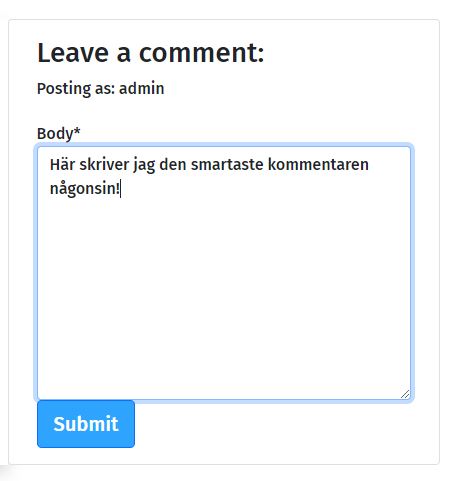 Leave a comment:
Posting as: admin
Body*
Här skriver jag den smartaste kommentaren
någonsin!
Submit